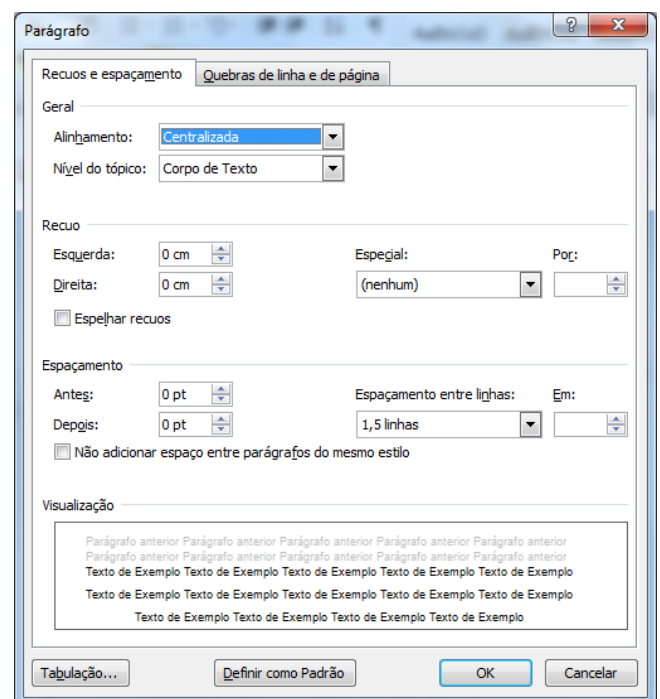 Parágrafo
Recuos e espaçamento Quebras de linha e de página
Geral
Alinhamento: Centralizada
Nível do tópico: Corpo de Texto
Recuo
Esquerda: 0 cm Especial: Por:
Direita: 0 cm (nenhum)
Espelhar recuos
Espaçamento
Antes: 0 pt Espaçamento entre linhas: Em:
Depois: 0 pt 1,5 linhas
Não adicionar espaço entre parágrafos do mesmo estilo
Visualização
Parágrafo anterior Parágrafo anterior Parágrafo anterior Parágrafo anterior Parágrafo anterior
Parágrafo anterior Parágrafo anterior Parágrafo anterior Parágrafo anterior Parágrafo anterior
Texto de Exemplo Texto de Exemplo Texto de Exemplo Texto de Exemplo Texto de Exemplo
Texto de Exemplo Texto de Exemplo Texto de Exemplo Texto de Exemplo Texto de Exemplo
Texto de Exemplo Texto de Exemplo Texto de Exemplo Texto de Exemplo
Tabulação... Definir como Padrão OK Cancelar